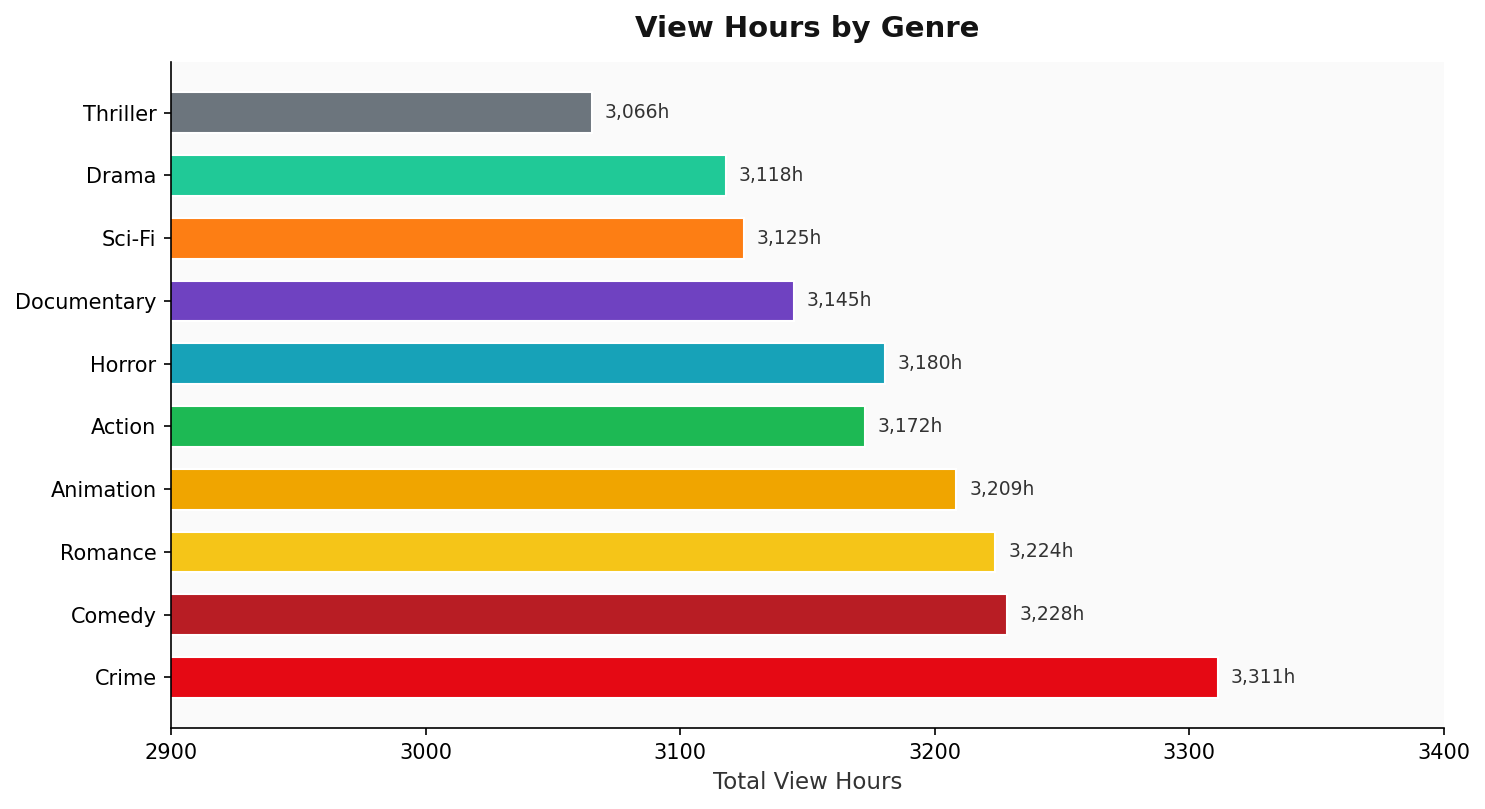 View Hours by Genre
Thriller 3,066h
Drama 3,118h
Sci-Fi 3,125h
Documentary 3,145h
Horror 3,180h
Action 3,172h
Animation 3,209h
Romance 3,224h
Comedy 3,228h
Crime 3,311h
2900 3000 3100 3200 3300 3400
Total View Hours